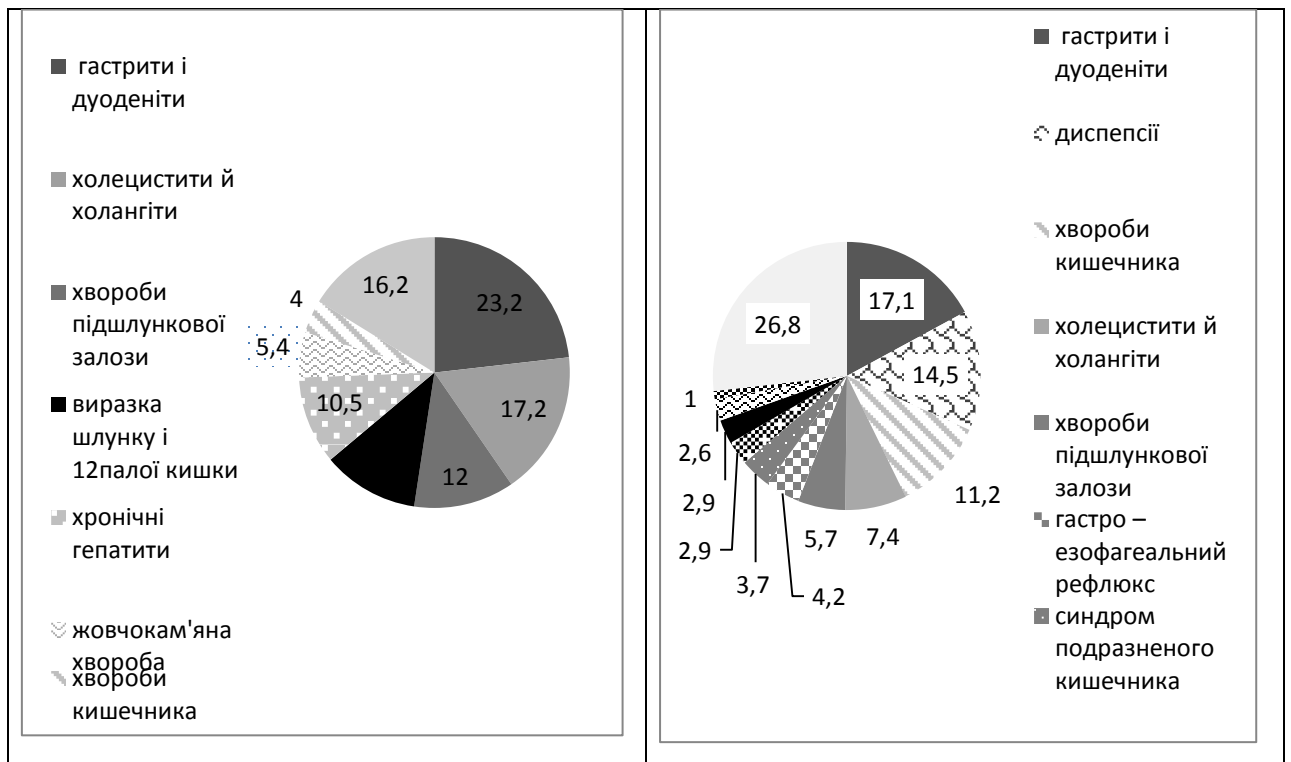 гастрити і
дуоденіти
холецистити й
холангіти
хвороби
підшлункової
залози
виразка
шлунку і
12палої кишки
хронічні
гепатити
жовчокам'яна
хвороба
хвороби
кишечника
16,2
23,2
4
5,4
10,5
17,2
12
гастрити і
дуоденіти
диспепсії
хвороби
кишечника
холецистити й
холангіти
хвороби
підшлункової
залози
гастро –
езофагеальний
рефлюкс
синдром
подразненого
кишечника
26,8
17,1
14,5
1
2,6
2,9
2,9
3,7
4,2
5,7
7,4
11,2